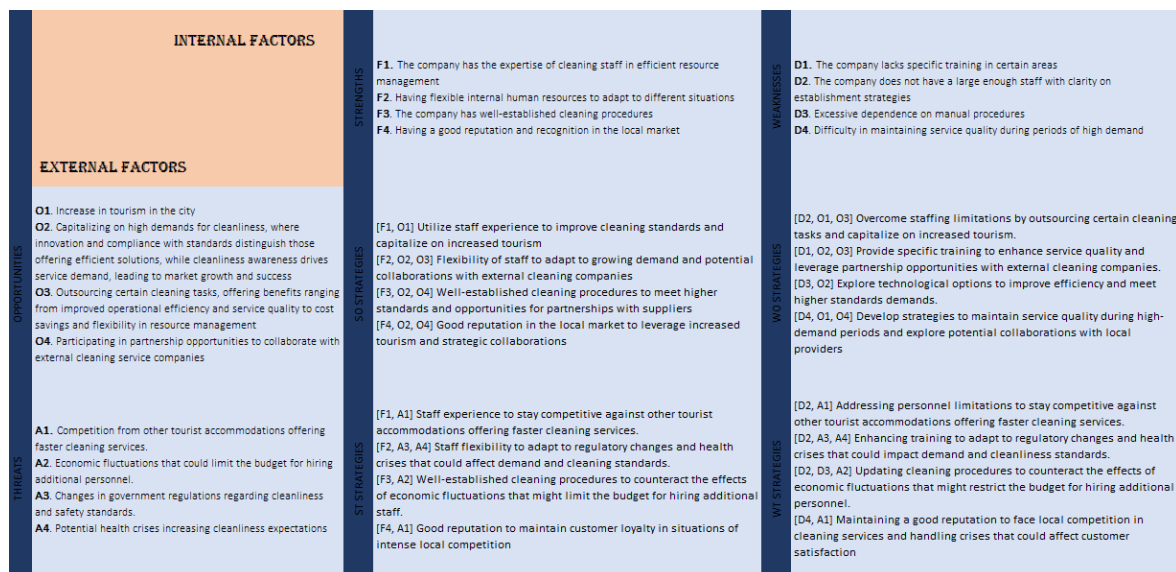 INTERNAL FACTORS
EXTERNAL FACTORS
STRENGTHS
F1. The company has the expertise of cleaning staff in efficient resource
management
F2. Having flexible internal human resources to adapt to different situations
F3. The company has well-established cleaning procedures
F4. Having a good reputation and recognition in the local market
WEAKNESSES
D1. The company lacks specific training in certain areas
D2. The company does not have a large enough staff with clarity on
establishment strategies
D3. Excessive dependence on manual procedures
D4. Difficulty in maintaining service quality during periods of high demand
OPPORTUNITIES
O1. Increase in tourism in the city
O2. Capitalizing on high demands for cleanliness, where
innovation and compliance with standards distinguish those
offering efficient solutions, while cleanliness awareness drives
service demand, leading to market growth and success
O3. Outsourcing certain cleaning tasks, offering benefits ranging
from improved operational efficiency and service quality to cost
savings and flexibility in resource management
O4. Participating in partnership opportunities to collaborate with
external cleaning service companies
SO STRATEGIES
[F1, O1] Utilize staff experience to improve cleaning standards and
capitalize on increased tourism
[F2, O2, O3] Flexibility of staff to adapt to growing demand and potential
collaborations with external cleaning companies
[F3, O2, O4] Well-established cleaning procedures to meet higher
standards and opportunities for partnerships with suppliers
[F4, O2, O4] Good reputation in the local market to leverage increased
tourism and strategic collaborations
WO STRATEGIES
[D2, O1, O3] Overcome staffing limitations by outsourcing certain cleaning
tasks and capitalize on increased tourism.
[D1, O2, O3] Provide specific training to enhance service quality and
leverage partnership opportunities with external cleaning companies.
[D3, O2] Explore technological options to improve efficiency and meet
higher standards demands.
[D4, O1, O4] Develop strategies to maintain service quality during high-
demand periods and explore potential collaborations with local
providers
THREATS
A1. Competition from other tourist accommodations offering
faster cleaning services.
A2. Economic fluctuations that could limit the budget for hiring
additional personnel.
A3. Changes in government regulations regarding cleanliness
and safety standards.
A4. Potential health crises increasing cleanliness expectations
ST STRATEGIES
[F1, A1] Staff experience to stay competitive against other tourist
accommodations offering faster cleaning services.
[F2, A3, A4] Staff flexibility to adapt to regulatory changes and health
crises that could affect demand and cleaning standards.
[F3, A2] Well-established cleaning procedures to counteract the effects
of economic fluctuations that might limit the budget for hiring additional
staff.
[F4, A1] Good reputation to maintain customer loyalty in situations of
intense local competition
WT STRATEGIES
[D2, A1] Addressing personnel limitations to stay competitive against
other tourist accommodations offering faster cleaning services.
[D2, A3, A4] Enhancing training to adapt to regulatory changes and health
crises that could impact demand and cleanliness standards.
[D2, D3, A2] Updating cleaning procedures to counteract the effects of
economic fluctuations that might restrict the budget for hiring additional
personnel.
[D4, A1] Maintaining a good reputation to face local competition in
cleaning services and handling crises that could affect customer
satisfaction